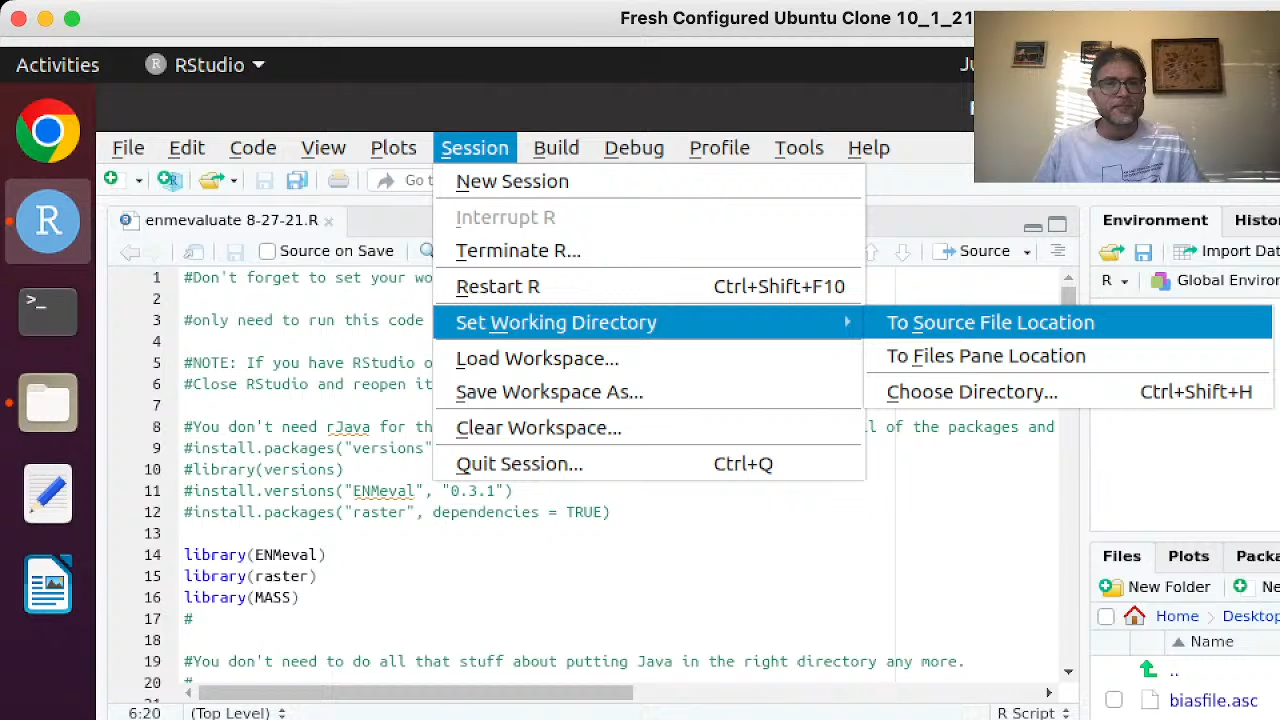 Fresh Configured Ubuntu Clone 10_1_21
Activities
RStudio
File Edit Code View Plots Session Build Debug Profile Tools Help
Go t
New Session
Interrupt R
Terminate R...
Restart R Ctrl+Shift+F10
Set Working Directory
Load Workspace...
Save Workspace As...
Clear Workspace...
Quit Session... Ctrl+Q
To Source File Location
To Files Pane Location
Choose Directory... Ctrl+Shift+H
enmevaluate 8-27-21.R
Source on Save
Source
1 #Don't forget to set your wo
2
3 #only need to run this code
4
5 #NOTE: If you have RStudio o
6 #Close RStudio and reopen it
7
8 #You don't need rJava for th l of the packages and
9 #install.packages("versions"
10 #library(versions)
11 #install.versions("ENMeval", "0.3.1")
12 #install.packages("raster", dependencies = TRUE)
13
14 library(ENMeval)
15 library(raster)
16 library(MASS)
17 #
18
19 #You don't need to do all that stuff about putting Java in the right directory any more.
20 #
6:20 (Top Level) R Script
Environment Histor
Import Dat
R Global Enviror
Files Plots Packa
New Folder Ne
Home Desktop
Name
..
biasfile.asc